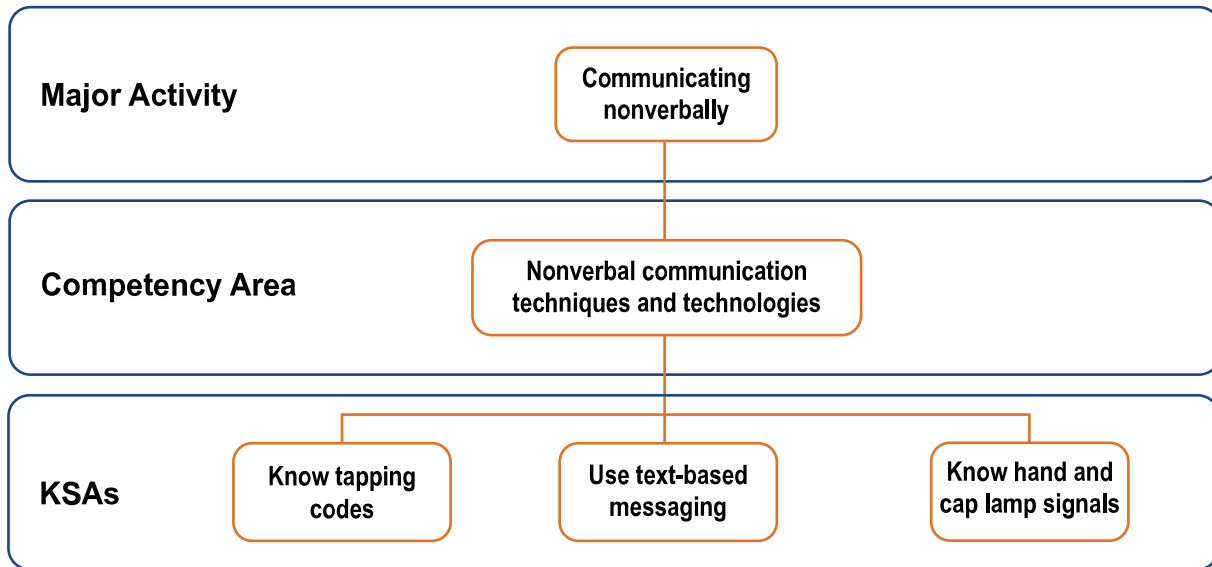 Major Activity
Communicating
nonverbally
Competency Area
Nonverbal communication
techniques and technologies
KSAs
Know tapping
codes
Use text-based
messaging
Know hand and
cap lamp signals